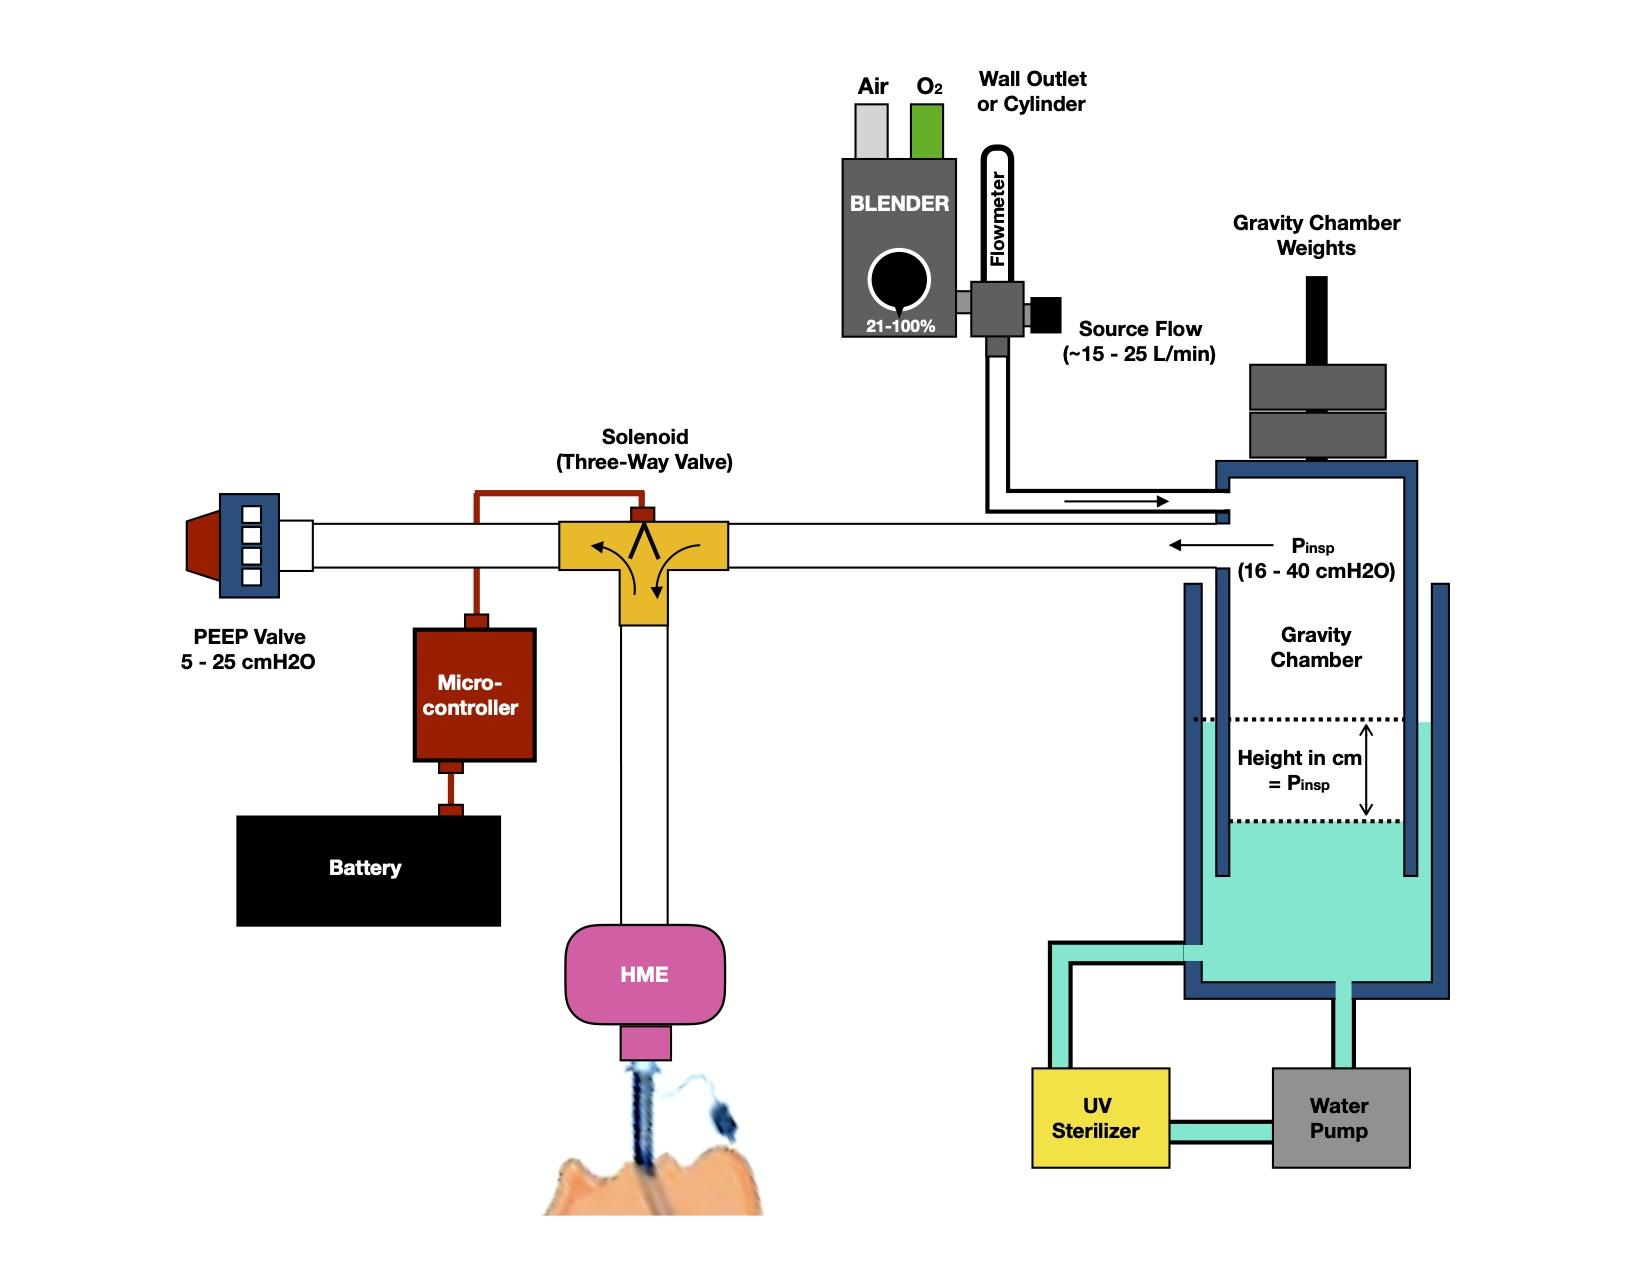 Air
O2
Wall Outlet
or Cylinder
BLENDER
21-100%
Flowmeter
Source Flow
(~15 - 25 L/min)
Gravity Chamber
Weights
Solenoid
(Three-Way Valve)
PEEP Valve
5 - 25 cmH2O
Micro-
controller
Battery
HME
Pinsp
(16 - 40 cmH2O)
Gravity
Chamber
Height in cm
= Pinsp
UV
Sterilizer
Water
Pump